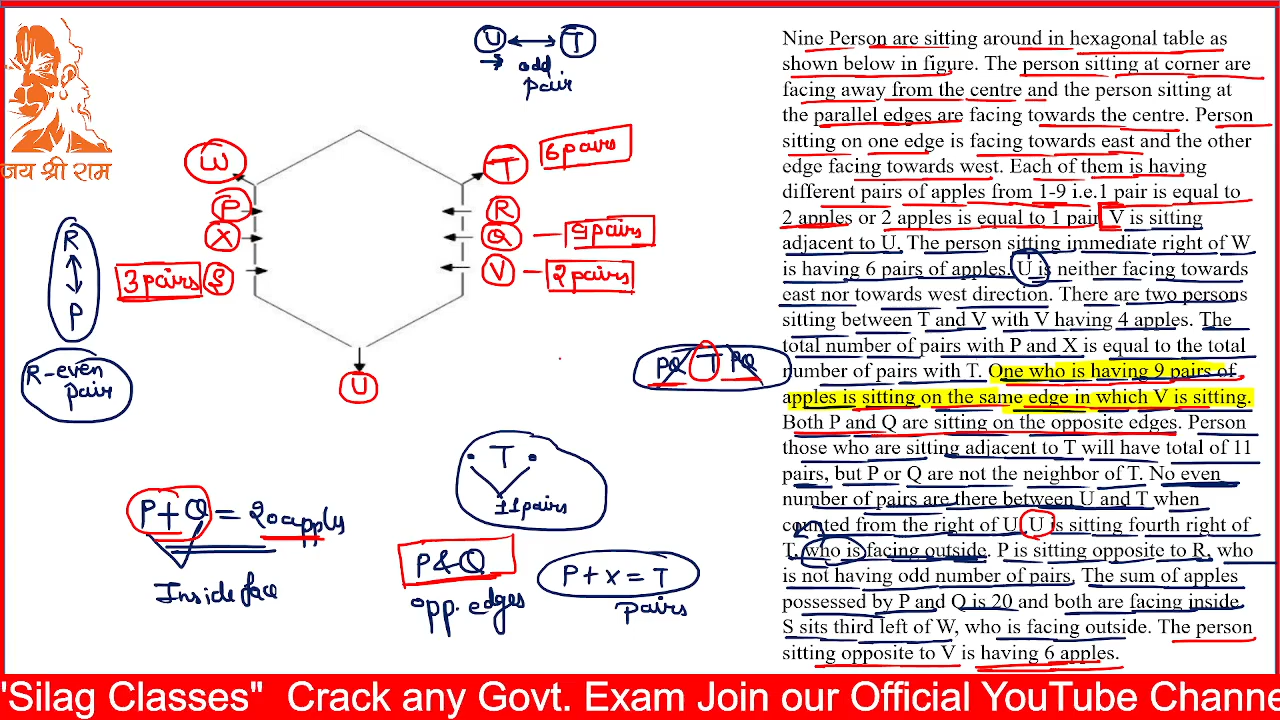 U ↔ T
odd
pair
जय श्री राम
W
T
6 pairs
P
R
X
Q
9 pairs
3 pairs
S
V
2 pairs
U
R
P
R-even
pair
PQ T PQ
T
11 pairs
P+Q = 20 apply
Inside face
P&Q
opp. edges
P+X = T
pairs
Nine Person are sitting around in hexagonal table as
shown below in figure. The person sitting at corner are
facing away from the centre and the person sitting at
the parallel edges are facing towards the centre. Person
sitting on one edge is facing towards east and the other
edge facing towards west. Each of them is having
different pairs of apples from 1-9 i.e.1 pair is equal to
2 apples or 2 apples is equal to 1 pair. V is sitting
adjacent to U. The person sitting immediate right of W
is having 6 pairs of apples. U is neither facing towards
east nor towards west direction. There are two persons
sitting between T and V with V having 4 apples. The
total number of pairs with P and X is equal to the total
number of pairs with T. One who is having 9 pairs of
apples is sitting on the same edge in which V is sitting.
Both P and Q are sitting on the opposite edges. Person
those who are sitting adjacent to T will have total of 11
pairs, but P or Q are not the neighbor of T. No even
number of pairs are there between U and T when
counted from the right of U. U is sitting fourth right of
T, who is facing outside. P is sitting opposite to R, who
is not having odd number of pairs. The sum of apples
possessed by P and Q is 20 and both are facing inside.
S sits third left of W, who is facing outside. The person
sitting opposite to V is having 6 apples.
"Silag Classes" Crack any Govt. Exam Join our Official YouTube Channe